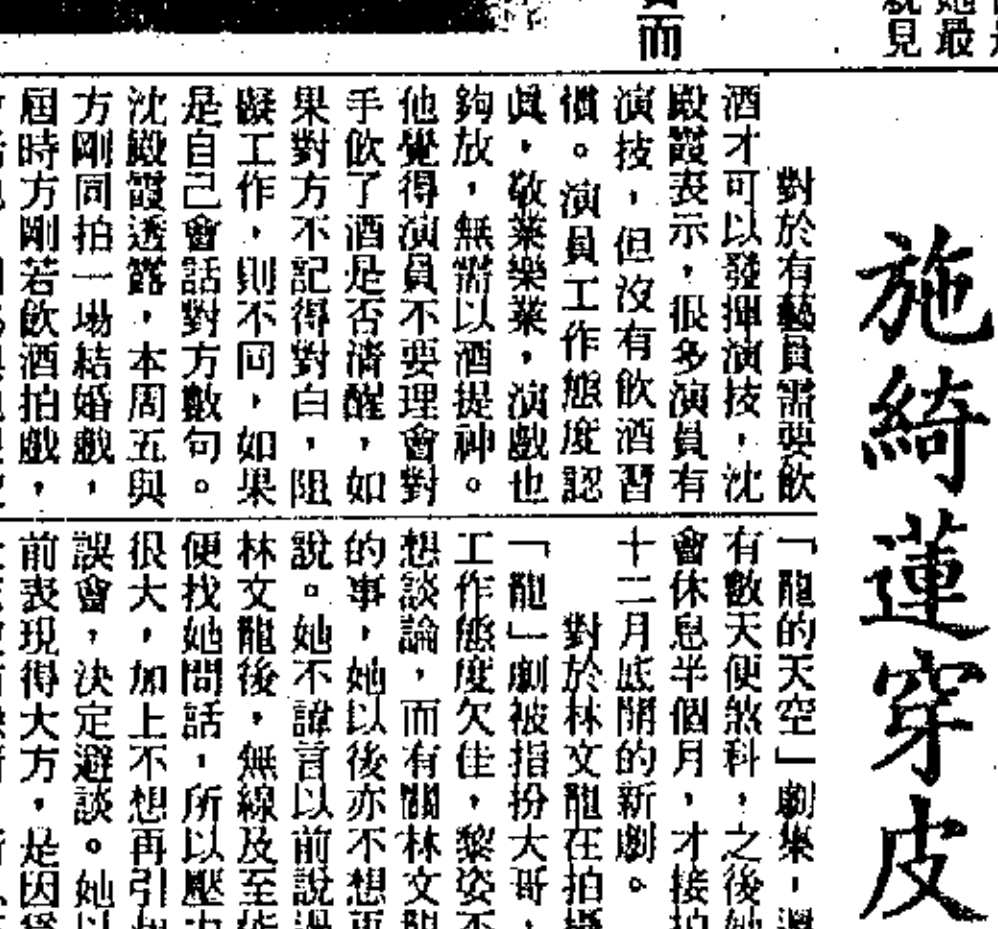 而
她最
就見
施綺蓮穿皮
對於有藝員需要飲
酒才可以發揮演技，沈
殿霞表示，很多演員有
演技，但沒有飲酒習
慣。演員工作態度認
眞，敬業樂業，演戲也
夠放，無需以酒提神。
他覺得演員不要理會對
手飲了酒是否清醒，如
果對方不記得對白，阻
礙工作，則不同，如果
是自己會話對方數句。
沈殿霞透露，本周五與
方剛同拍一場結婚戲，
屆時方剛若飲酒拍戲，
「龍的天空」劇集，還
有數天便煞科，之後她
會休息半個月，才接拍
十二月底開的新劇。
對於林文龍在拍攝
「龍」劇被指扮大哥，
工作態度欠佳，黎姿不
想談論，而有關林文龍
的事，她以後亦不想再
說。她不諱言以前說過
林文龍後，無線及至
便找她問話，所以壓力
很大，加上不想再引起
誤會，決定避談。她以
前表現得大方，是因爲